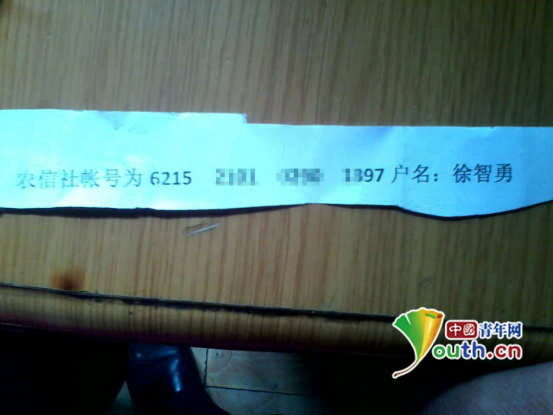 农信社帐号为 6215 97 户名：徐智勇
中國青年网
Youth.cn